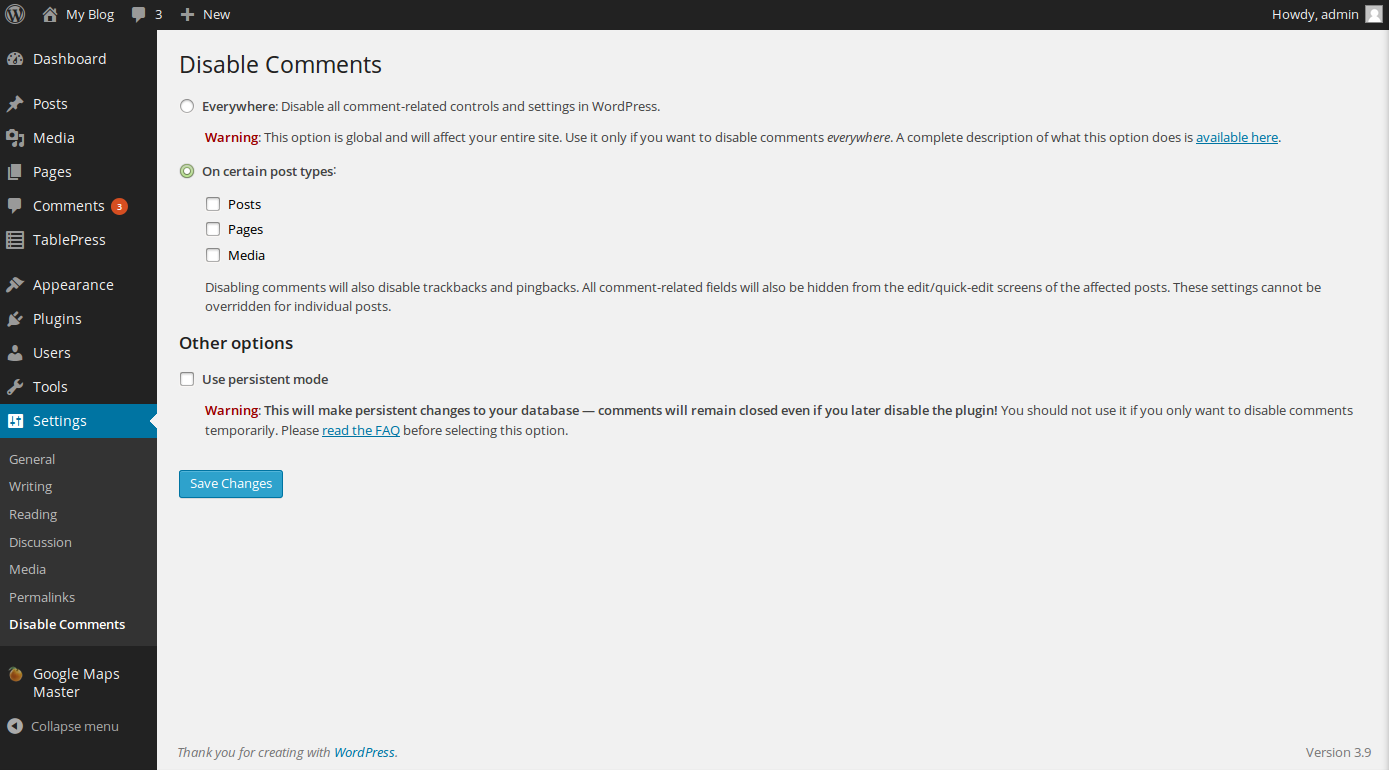 My Blog
3
New
Howdy, admin
Dashboard
Posts
Media
Pages
Comments 3
TablePress
Appearance
Plugins
Users
Tools
Settings
General
Writing
Reading
Discussion
Media
Permalinks
Disable Comments
Google Maps
Master
Collapse menu
Disable Comments
Everywhere: Disable all comment-related controls and settings in WordPress.
Warning: This option is global and will affect your entire site. Use it only if you want to disable comments everywhere. A complete description of what this option does is available here.
On certain post types:
Posts
Pages
Media
Disabling comments will also disable trackbacks and pingbacks. All comment-related fields will also be hidden from the edit/quick-edit screens of the affected posts. These settings cannot be
overridden for individual posts.
Other options
Use persistent mode
Warning: This will make persistent changes to your database — comments will remain closed even if you later disable the plugin! You should not use it if you only want to disable comments
temporarily. Please read the FAQ before selecting this option.
Save Changes
Thank you for creating with WordPress.
Version 3.9